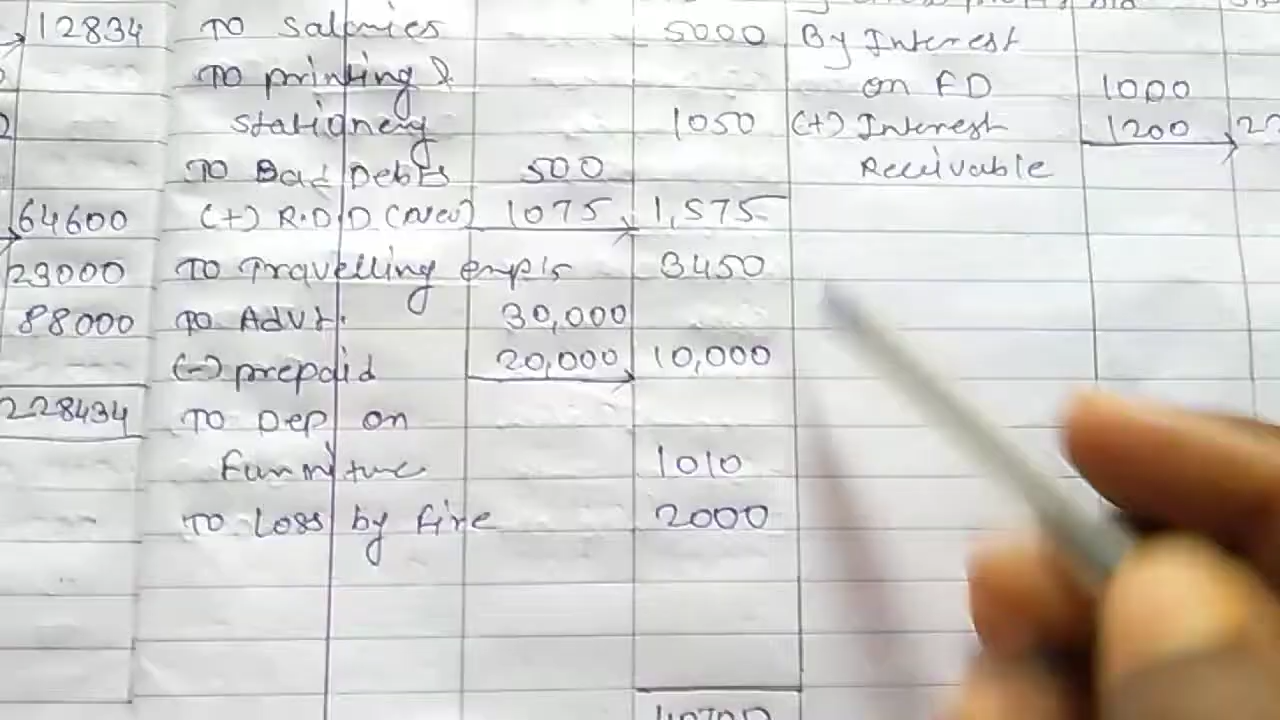 12834 To Salaries 5000 By Interest
To printing &
on FD 1000
stationery 1050 (+) Interest 1200
To Bad Debts 500 Receivable
64600 (+) R.D.D (New) 1075 1,575
23000 To Travelling exp's 3450
88000 To Advt. 30,000
(-) prepaid 20,000 10,000
228434 To Dep on
Furniture 1010
To Loss by fire 2000